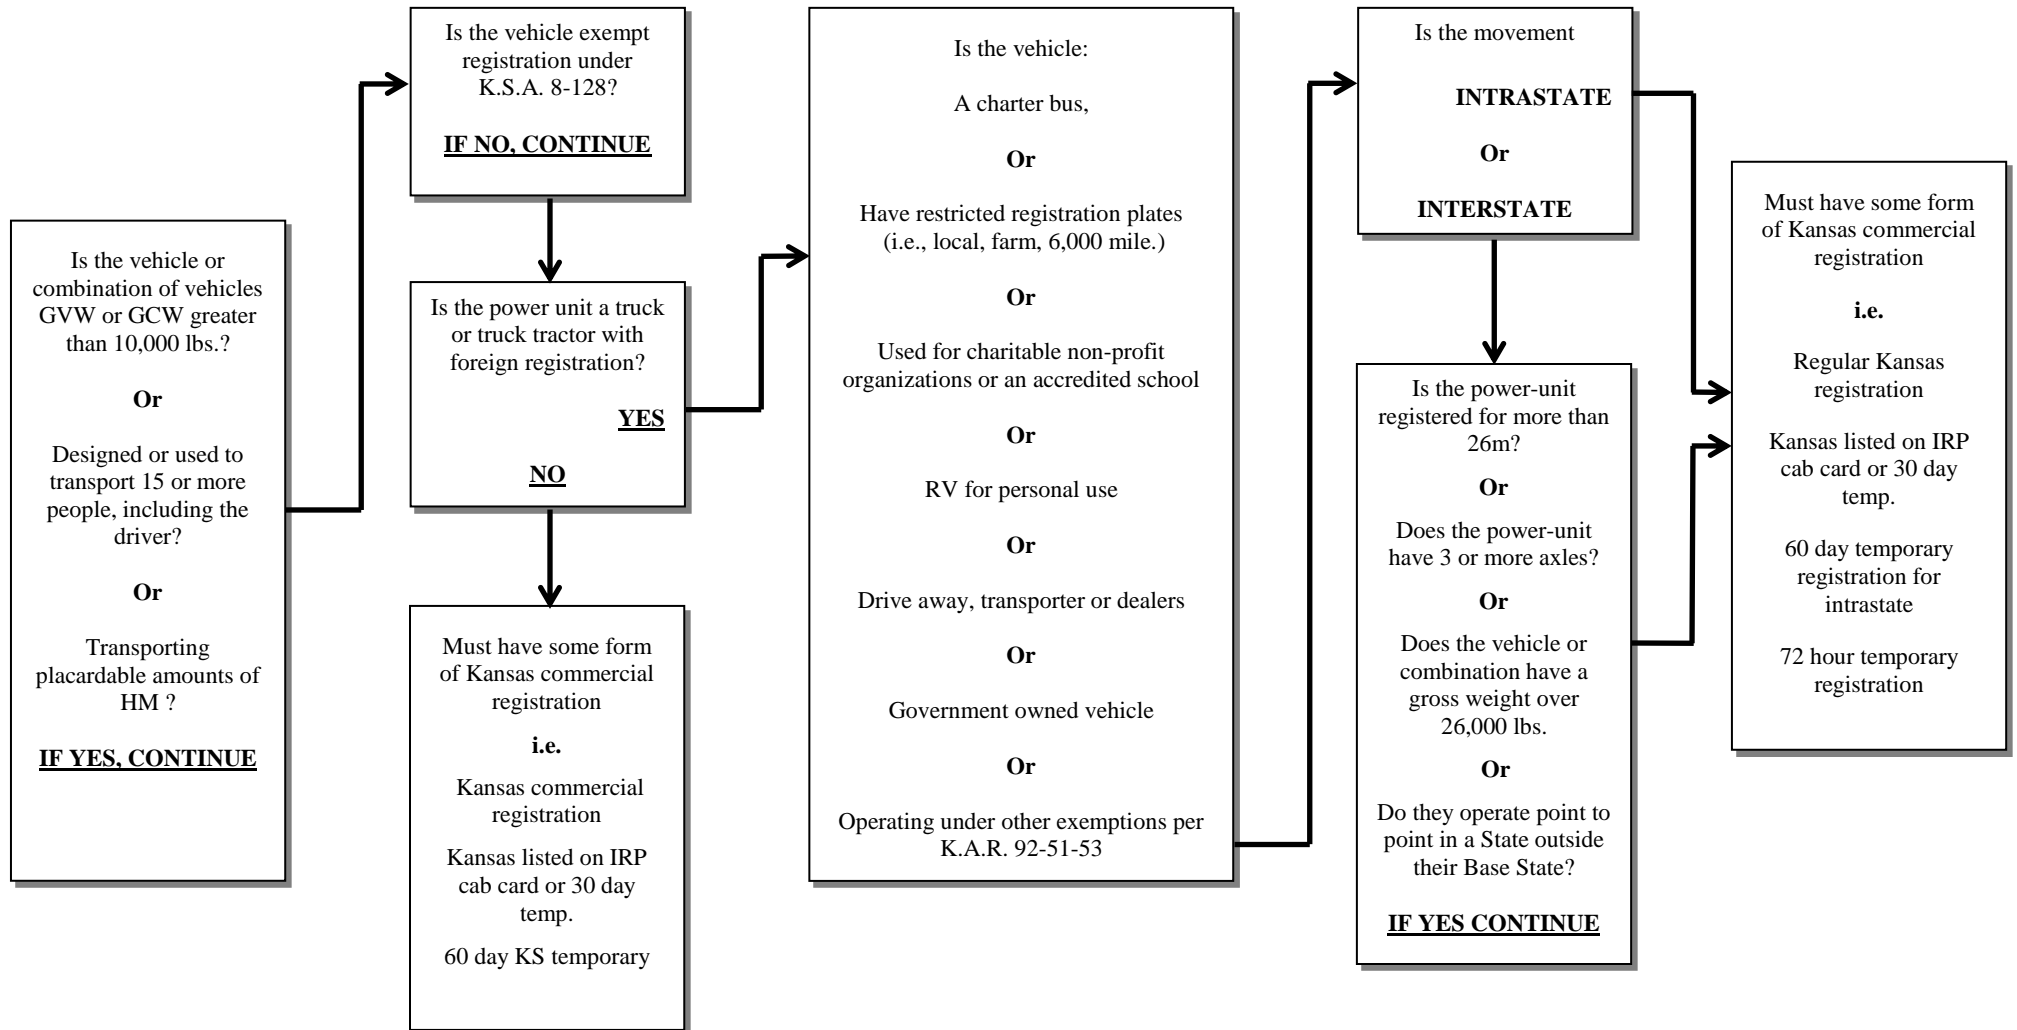 Is the vehicle or
combination of vehicles
GVW or GCW greater
than 10,000 lbs.?
Or
Designed or used to
transport 15 or more
people, including the
driver?
Or
Transporting
placardable amounts of
HM ?
IF YES, CONTINUE
Is the vehicle exempt
registration under
K.S.A. 8-128?
IF NO, CONTINUE
Is the power unit a truck
or truck tractor with
foreign registration?
YES
NO
Must have some form
of Kansas commercial
registration
i.e.
Kansas commercial
registration
Kansas listed on IRP
cab card or 30 day
temp.
60 day KS temporary
Is the vehicle:
A charter bus,
Or
Have restricted registration plates
(i.e., local, farm, 6,000 mile.)
Or
Used for charitable non-profit
organizations or an accredited school
Or
RV for personal use
Or
Drive away, transporter or dealers
Or
Government owned vehicle
Or
Operating under other exemptions per
K.A.R. 92-51-53
Is the movement
INTRASTATE
Or
INTERSTATE
Is the power-unit
registered for more than
26m?
Or
Does the power-unit
have 3 or more axles?
Or
Does the vehicle or
combination have a
gross weight over
26,000 lbs.
Or
Do they operate point to
point in a State outside
their Base State?
IF YES CONTINUE
Must have some form
of Kansas commercial
registration
i.e.
Regular Kansas
registration
Kansas listed on IRP
cab card or 30 day
temp.
60 day temporary
registration for
intrastate
72 hour temporary
registration